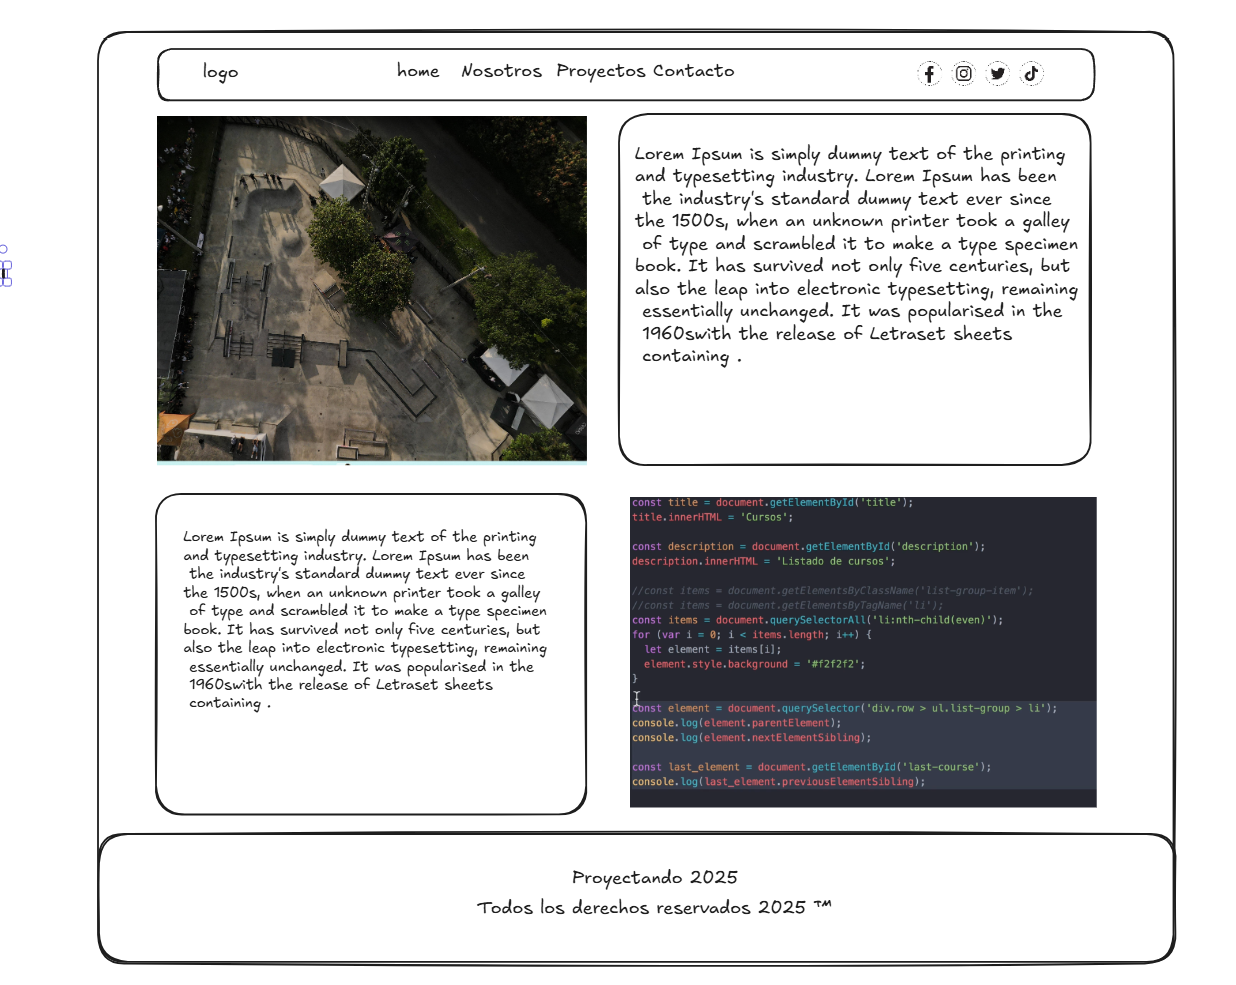 logo
home Nosotros Proyectos Contacto
Lorem Ipsum is simply dummy text of the printing
and typesetting industry. Lorem Ipsum has been
the industry's standard dummy text ever since
the 1500s, when an unknown printer took a galley
of type and scrambled it to make a type specimen
book. It has survived not only five centuries, but
also the leap into electronic typesetting, remaining
essentially unchanged. It was popularised in the
1960swith the release of Letraset sheets
containing .
Lorem Ipsum is simply dummy text of the printing
and typesetting industry. Lorem Ipsum has been
the industry's standard dummy text ever since
the 1500s, when an unknown printer took a galley
of type and scrambled it to make a type specimen
book. It has survived not only five centuries, but
also the leap into electronic typesetting, remaining
essentially unchanged. It was popularised in the
1960swith the release of Letraset sheets
containing .
const title = document.getElementById('title');
title.innerHTML = 'Cursos';
const description = document.getElementById('description');
description.innerHTML = 'Listado de cursos';
//const items = document.getElementsByClassName('list-group-item');
//const items = document.getElementsByTagName('li');
const items = document.querySelectorAll('li:nth-child(even)');
for (var i = 0; i < items.length; i++) {
let element = items[i];
element.style.background = '#f2f2f2';
}
const element = document.querySelector('div.row > ul.list-group > li');
console.log(element.parentElement);
console.log(element.nextElementSibling);
const last_element = document.getElementById('last-course');
console.log(last_element.previousElementSibling);
Proyectando 2025
Todos los derechos reservados 2025 ™